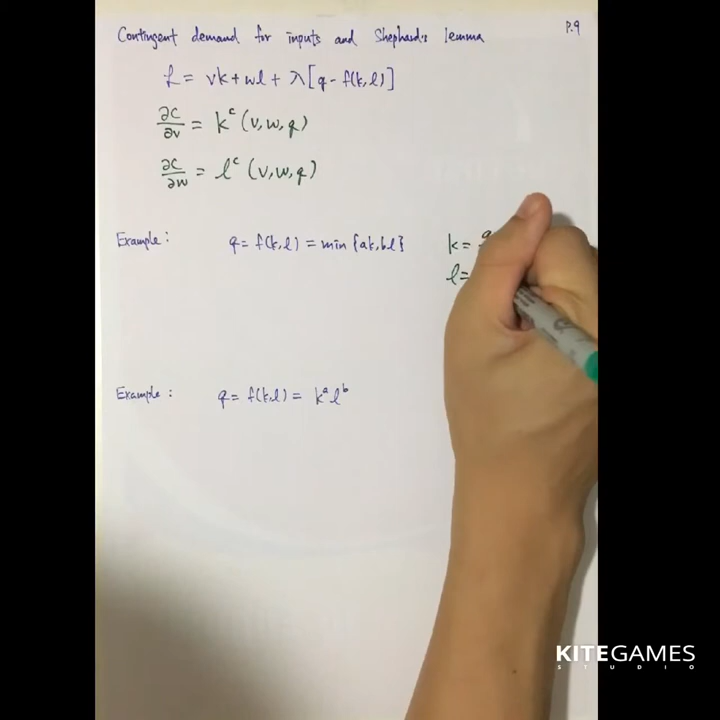 Contingent demand for inputs and Shephard's lemma P.9
ℒ = vk + wl + λ[q - f(k,l)]
∂C/∂v = k^c (v,w,q)
∂C/∂w = l^c (v,w,q)
Example: q = f(k,l) = min {ak,bl} k =
l =
Example: q = f(k,l) = k^a l^b
KITEGAMES
STUDIO